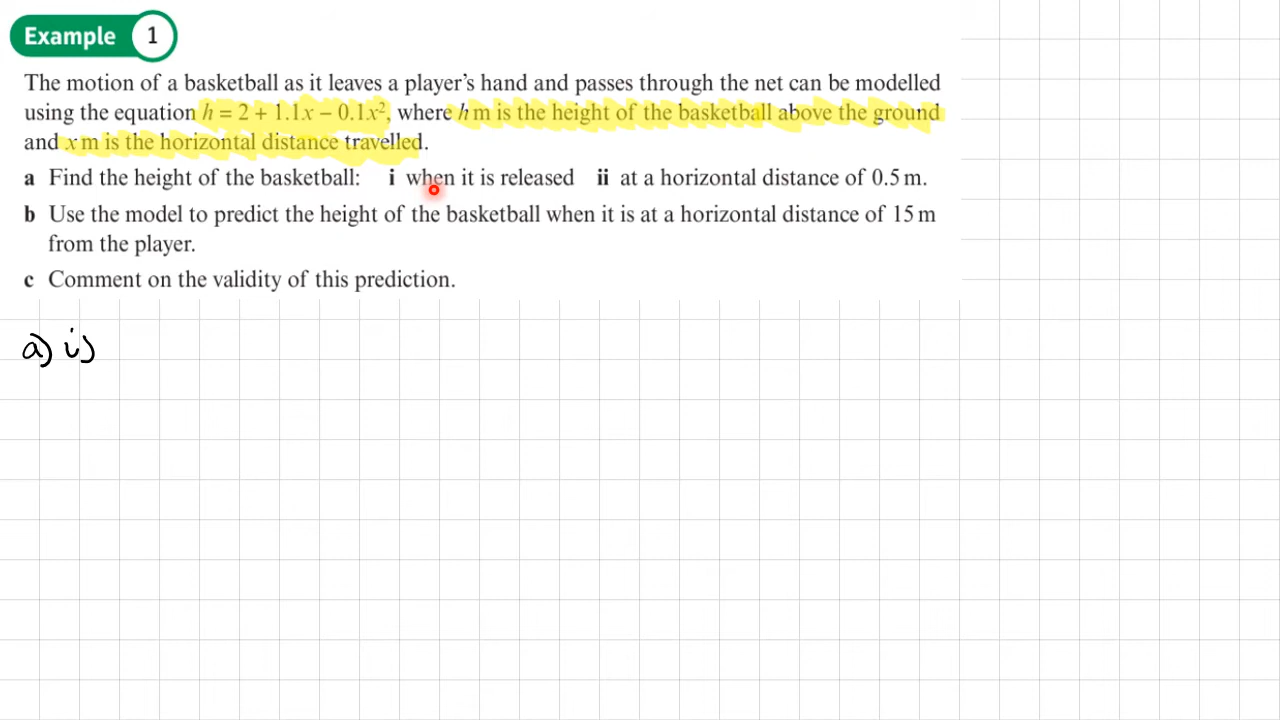 Example 1
The motion of a basketball as it leaves a player's hand and passes through the net can be modelled
using the equation h = 2 + 1.1x − 0.1x², where h m is the height of the basketball above the ground
and x m is the horizontal distance travelled.
a Find the height of the basketball: i when it is released ii at a horizontal distance of 0.5 m.
b Use the model to predict the height of the basketball when it is at a horizontal distance of 15 m
from the player.
c Comment on the validity of this prediction.
a) i)